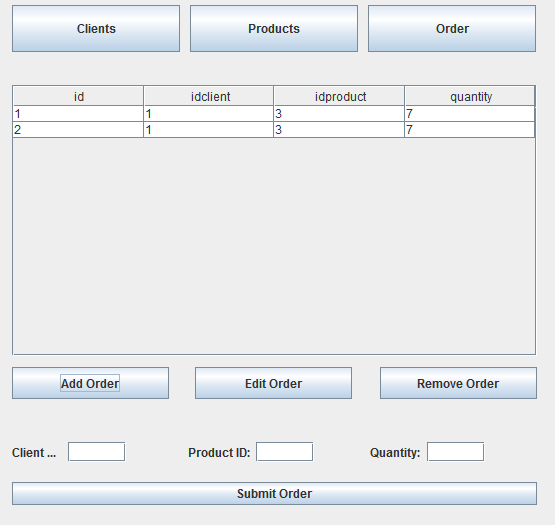 Clients Products Order
id idclient idproduct quantity
1 1 3 7
2 1 3 7
Add Order Edit Order Remove Order
Client ... Product ID: Quantity:
Submit Order